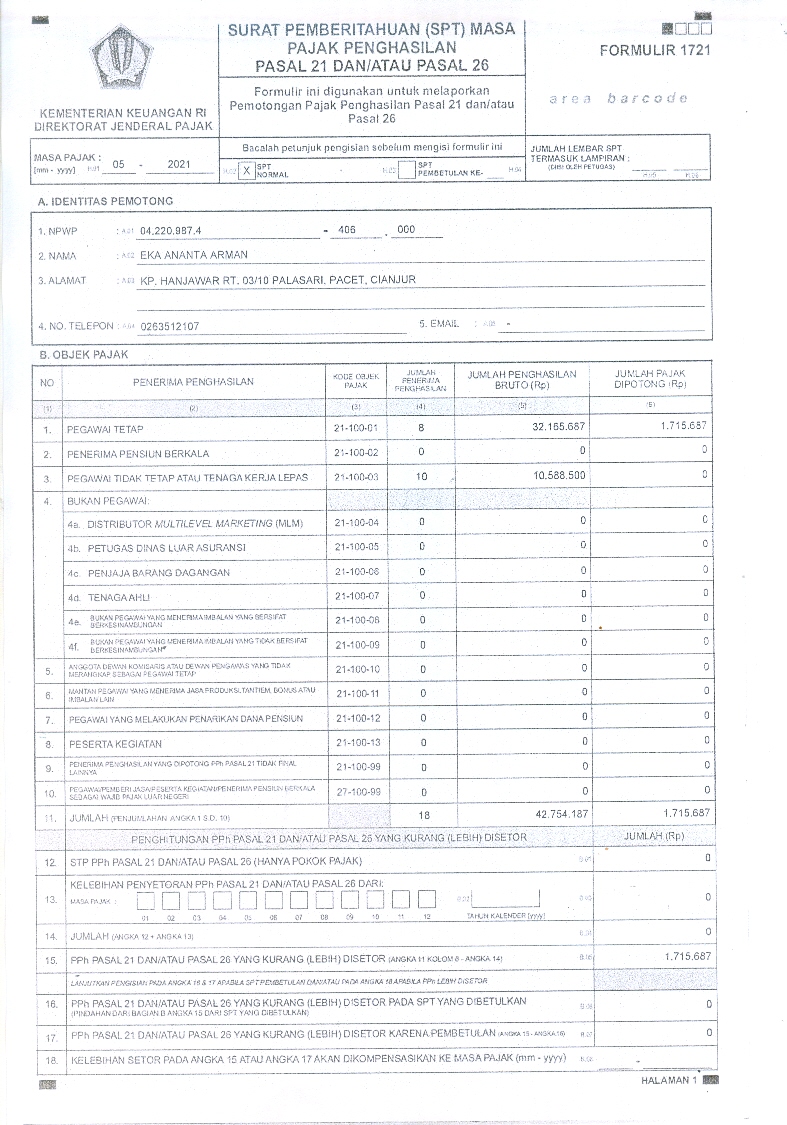 SURAT PEMBERITAHUAN (SPT) MASA
PAJAK PENGHASILAN
PASAL 21 DAN/ATAU PASAL 26
FORMULIR 1721
Formulir ini digunakan untuk melaporkan
Pemotongan Pajak Penghasilan Pasal 21 dan/atau
Pasal 26
area barcode
KEMENTERIAN KEUANGAN RI
DIREKTORAT JENDERAL PAJAK
Bacalah petunjuk pengisian sebelum mengisi formulir ini
MASA PAJAK :
[mm - yyyy] H.01 05 - 2021
H.02 X SPT NORMAL
H.03 SPT PEMBETULAN KE- H.04
JUMLAH LEMBAR SPT
TERMASUK LAMPIRAN :
(DIISI OLEH PETUGAS) H.05 H.06
A. IDENTITAS PEMOTONG
1. NPWP : A.01 04.220.987.4 - 406 . 000
2. NAMA : A.02 EKA ANANTA ARMAN
3. ALAMAT : A.03 KP. HANJAWAR RT. 03/10 PALASARI, PACET, CIANJUR
4. NO. TELEPON : A.04 0263512107 5. EMAIL : A.05 -
B. OBJEK PAJAK
NO PENERIMA PENGHASILAN KODE OBJEK PAJAK JUMLAH PENERIMA PENGHASILAN JUMLAH PENGHASILAN BRUTO (Rp) JUMLAH PAJAK DIPOTONG (Rp)
(1) (2) (3) (4) (5) (6)
1. PEGAWAI TETAP 21-100-01 8 32.165.687 1.715.687
2. PENERIMA PENSIUN BERKALA 21-100-02 0 0 0
3. PEGAWAI TIDAK TETAP ATAU TENAGA KERJA LEPAS 21-100-03 10 10.588.500 0
4. BUKAN PEGAWAI:
4a. DISTRIBUTOR MULTILEVEL MARKETING (MLM) 21-100-04 0 0 0
4b. PETUGAS DINAS LUAR ASURANSI 21-100-05 0 0 0
4c. PENJAJA BARANG DAGANGAN 21-100-06 0 0 0
4d. TENAGA AHLI 21-100-07 0 0 0
4e. BUKAN PEGAWAI YANG MENERIMA IMBALAN YANG BERSIFAT BERKESINAMBUNGAN 21-100-08 0 0 0
4f. BUKAN PEGAWAI YANG MENERIMA IMBALAN YANG TIDAK BERSIFAT BERKESINAMBUNGAN 21-100-09 0 0 0
5. ANGGOTA DEWAN KOMISARIS ATAU DEWAN PENGAWAS YANG TIDAK MERANGKAP SEBAGAI PEGAWAI TETAP 21-100-10 0 0 0
6. MANTAN PEGAWAI YANG MENERIMA JASA PRODUKSI, TANTIEM, BONUS ATAU IMBALAN LAIN 21-100-11 0 0 0
7. PEGAWAI YANG MELAKUKAN PENARIKAN DANA PENSIUN 21-100-12 0 0 0
8. PESERTA KEGIATAN 21-100-13 0 0 0
9. PENERIMA PENGHASILAN YANG DIPOTONG PPh PASAL 21 TIDAK FINAL LAINNYA 21-100-99 0 0 0
10. PEGAWAI/PEMBERI JASA/PESERTA KEGIATAN/PENERIMA PENSIUN BERKALA SEBAGAI WAJIB PAJAK LUAR NEGERI 27-100-99 0 0 0
11. JUMLAH (PENJUMLAHAN ANGKA 1 S.D. 10) 18 42.754.187 1.715.687
PENGHITUNGAN PPh PASAL 21 DAN/ATAU PASAL 26 YANG KURANG (LEBIH) DISETOR JUMLAH (Rp)
12. STP PPh PASAL 21 DAN/ATAU PASAL 26 (HANYA POKOK PAJAK) B.01 0
13. KELEBIHAN PENYETORAN PPh PASAL 21 DAN/ATAU PASAL 26 DARI:
MASA PAJAK : B.02 B.03 0
01 02 03 04 05 06 07 08 09 10 11 12 TAHUN KALENDER (yyyy)
14. JUMLAH (ANGKA 12 + ANGKA 13) B.04 0
15. PPh PASAL 21 DAN/ATAU PASAL 26 YANG KURANG (LEBIH) DISETOR (ANGKA 11 KOLOM 6 - ANGKA 14) B.05 1.715.687
LANJUTKAN PENGISIAN PADA ANGKA 16 & 17 APABILA SPT PEMBETULAN DAN/ATAU PADA ANGKA 18 APABILA PPh LEBIH DISETOR
16. PPh PASAL 21 DAN/ATAU PASAL 26 YANG KURANG (LEBIH) DISETOR PADA SPT YANG DIBETULKAN B.06 0
(PINDAHAN DARI BAGIAN B ANGKA 15 DARI SPT YANG DIBETULKAN)
17. PPh PASAL 21 DAN/ATAU PASAL 26 YANG KURANG (LEBIH) DISETOR KARENA PEMBETULAN (ANGKA 15 - ANGKA 16) B.07 0
18. KELEBIHAN SETOR PADA ANGKA 15 ATAU ANGKA 17 AKAN DIKOMPENSASIKAN KE MASA PAJAK (mm - yyyy) B.08 -
HALAMAN 1